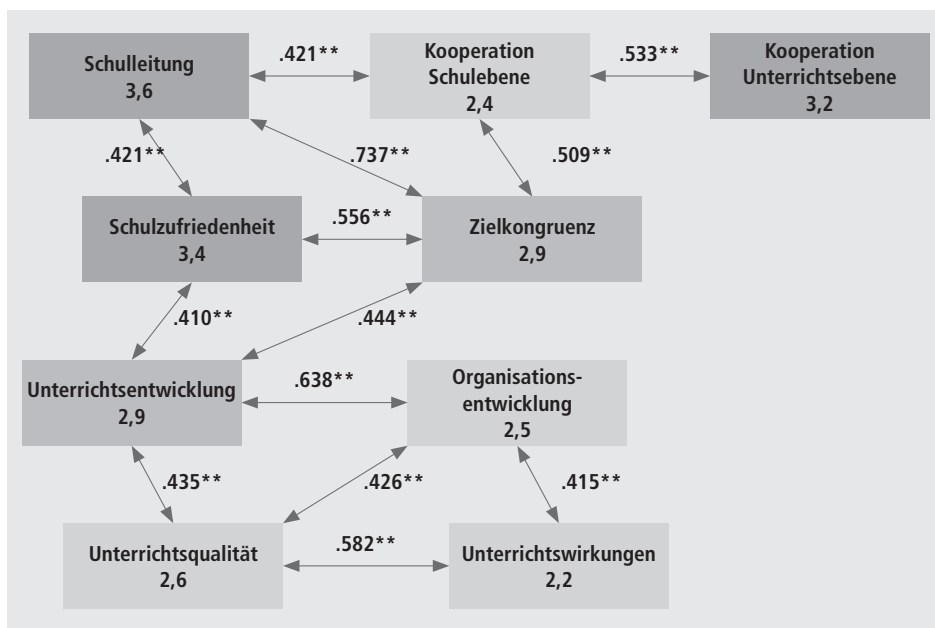 Schulleitung
3,6
.421**
Kooperation
Schulebene
2,4
.533**
Kooperation
Unterrichtsebene
3,2
.421**
.737**
.509**
Schulzufriedenheit
3,4
.556**
Zielkongruenz
2,9
.410**
.444**
Unterrichtsentwicklung
2,9
.638**
Organisations-
entwicklung
2,5
.435**
.426**
.415**
Unterrichtsqualität
2,6
.582**
Unterrichtswirkungen
2,2